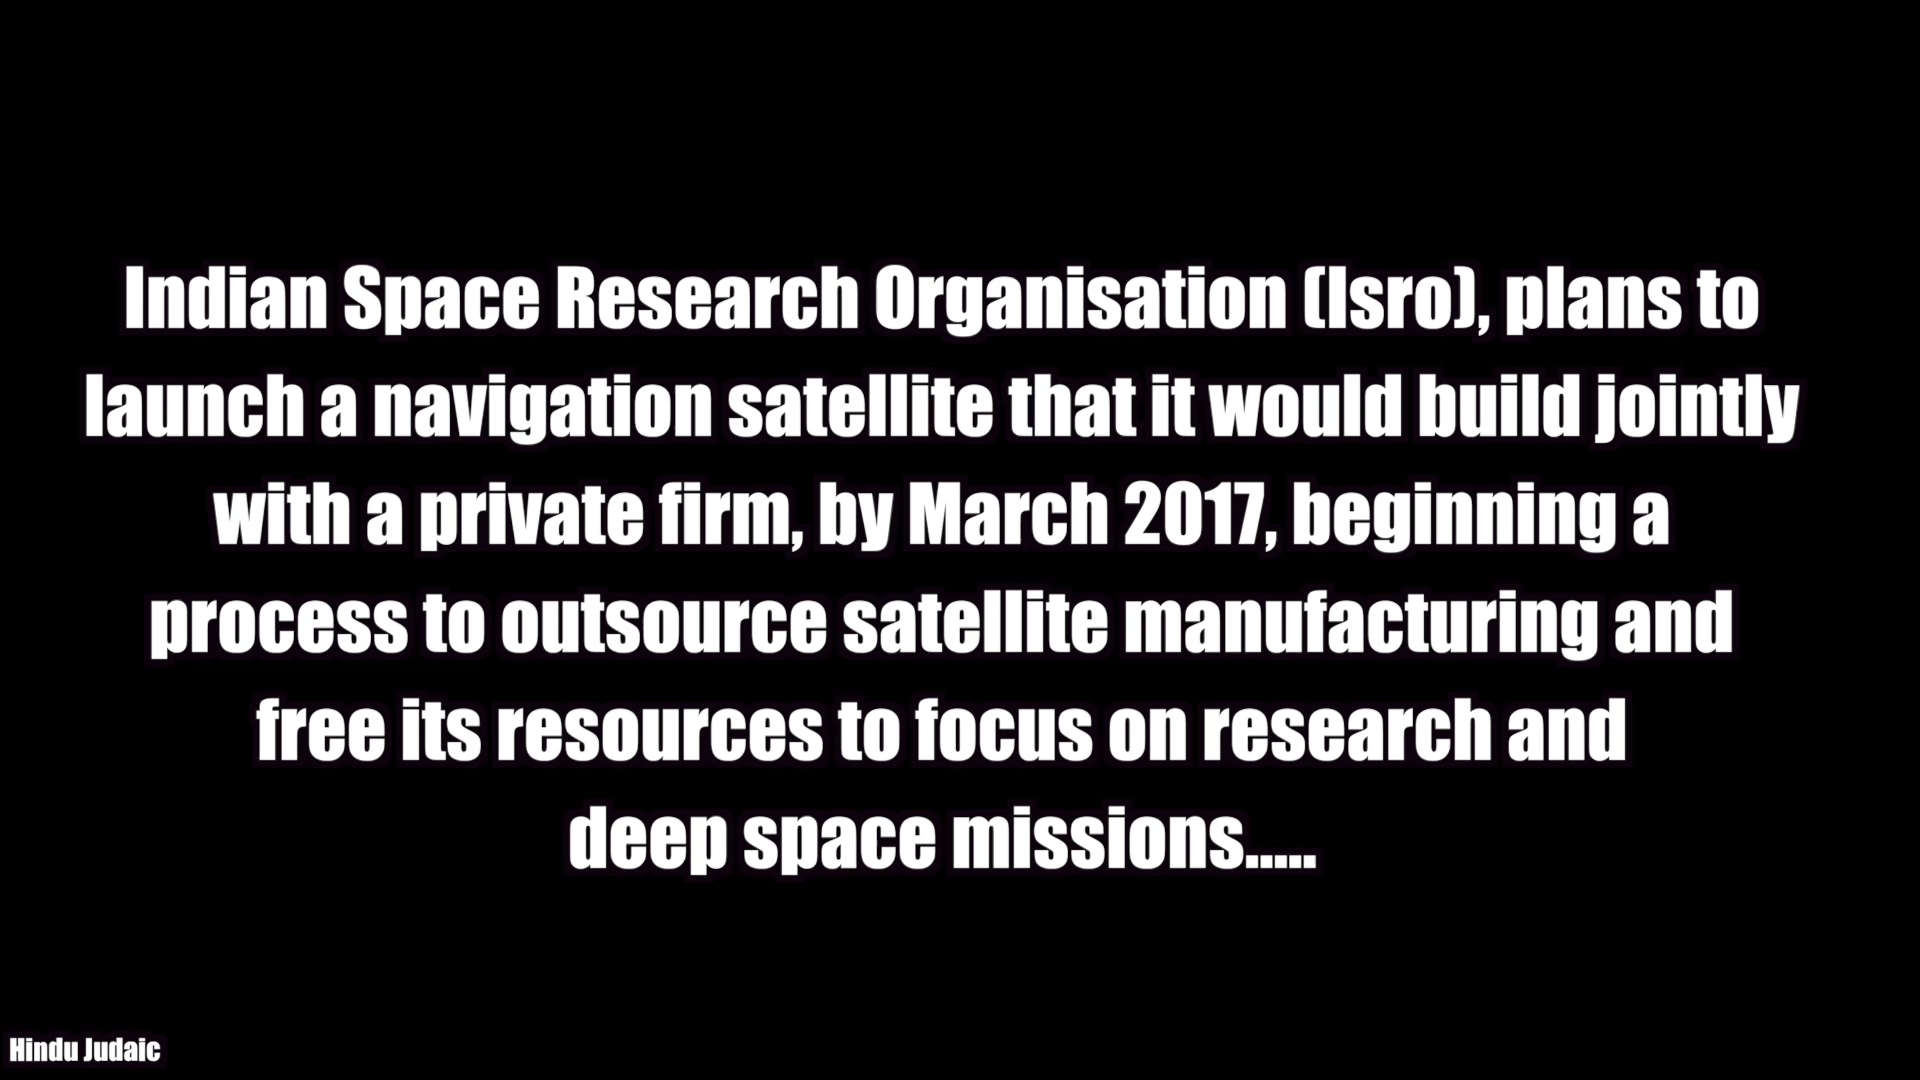 Indian Space Research Organisation (Isro), plans to
launch a navigation satellite that it would build jointly
with a private firm, by March 2017, beginning a
process to outsource satellite manufacturing and
free its resources to focus on research and
deep space missions.....
Hindu Judaic